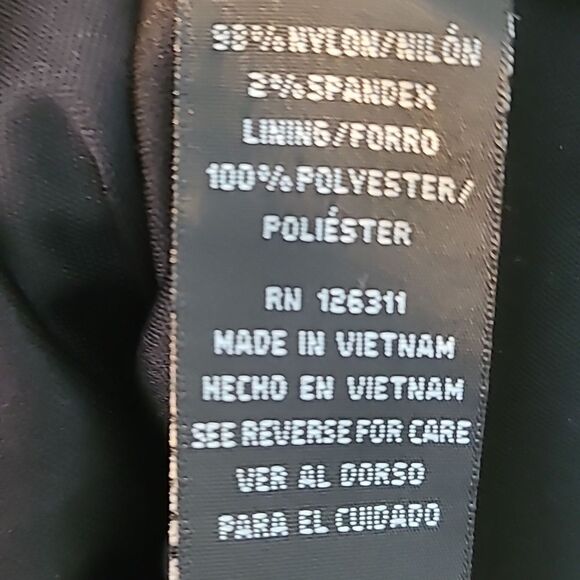 98%NYLON/NILÓN
2%SPANDEX
LINING/FORRO
100%POLYESTER/
POLIÉSTER
RN 126311
MADE IN VIETNAM
HECHO EN VIETNAM
SEE REVERSE FOR CARE
VER AL DORSO
PARA EL CUIDADO